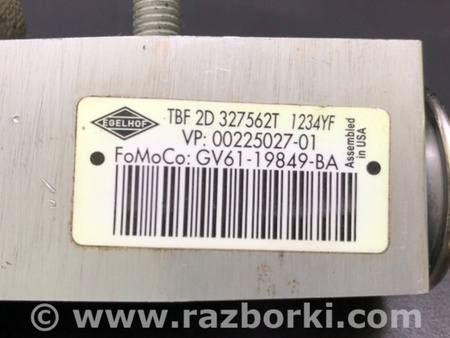 EGELHOF
TBF 2D 327562T 1234YF
VP: 00225027-01
FoMoCo: GV61-19849-BA
Assembled
in USA
© www.razborki.com